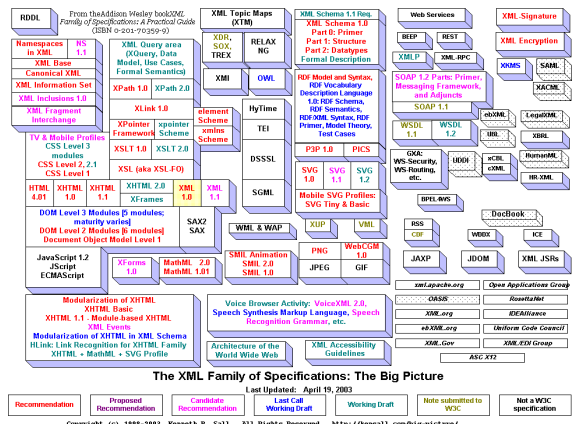 RDDL
From theAddison Wesley bookXML
Family of Specifications: A Practical Guide
(ISBN 0-201-70359-9)
XML Topic Maps
(XTM)
XML Schema 1.1 Req.
XML Schema 1.0
Part 0: Primer
Part 1: Structure
Part 2: Datatypes
Formal Description
Web Services
XML-Signature
BEEP
REST
XML Encryption
Namespaces
in XML
NS
1.1
XML Base
Canonical XML
XML Information Set
XML Inclusions 1.0
XML Fragment
Interchange
XML Query area
(XQuery, Data
Model, Use Cases,
Formal Semantics)
XPath 1.0
XPath 2.0
XDR,
SOX,
TREX
RELAX
NG
XMI
OWL
XMLP
XML-RPC
XKMS
SAML
XACML
RDF Model and Syntax,
RDF Vocabulary
Description Language
1.0: RDF Schema,
RDF Semantics,
RDF/XML Syntax, RDF
Primer, Model Theory,
Test Cases
SOAP 1.2 Parts: Primer,
Messaging Framework,
and Adjuncts
SOAP 1.1
XLink 1.0
XPointer
Framework
xpointer
Scheme
element
Scheme
xmlns
Scheme
HyTime
TEI
DSSSL
SGML
WSDL
1.1
WSDL
1.2
ebXML
UBL
LegalXML
XBRL
HumanML
HR-XML
TV & Mobile Profiles
CSS Level 3
modules
CSS Level 2, 2.1
CSS Level 1
XSLT 1.0
XSLT 2.0
XSL (aka XSL-FO)
P3P 1.0
PICS
GXA:
WS-Security,
WS-Routing,
etc.
UDDI
xCBL
cXML
HTML
4.01
XHTML
1.0
XHTML
1.1
XHTML 2.0
XFrames
XML
1.0
XML
1.1
SVG
1.0
SVG
1.1
SVG
1.2
Mobile SVG Profiles:
SVG Tiny & Basic
BPEL4WS
DOM Level 3 Modules [5 modules;
maturity varies]
DOM Level 2 Modules [6 modules]
Document Object Model Level 1
SAX2
SAX
WML & WAP
XUP
VML
DocBook
RSS
CDF
WDDX
ICE
JavaScript 1.2
JScript
ECMAScript
XForms
1.0
MathML 2.0
MathML 1.01
SMIL Animation
SMIL 2.0
SMIL 1.0
PNG
WebCGM
1.0
JPEG
GIF
JAXP
JDOM
XML JSRs
Modularization of XHTML
XHTML Basic
XHTML 1.1 - Module-based XHTML
XML Events
Modularization of XHTML in XML Schema
HLink: Link Recognition for XHTML Family
XHTML + MathML + SVG Profile
Voice Browser Activity: VoiceXML 2.0,
Speech Synthesis Markup Language, Speech
Recognition Grammar, etc.
Architecture of the
World Wide Web
XML Accessibility
Guidelines
xml.apache.org
Open Applications Group
OASIS
RosettaNet
XML.org
IDEAlliance
ebXML.org
Uniform Code Council
XML.Gov
XML/EDI Group
ASC X12
The XML Family of Specifications: The Big Picture
Last Updated: April 19, 2003
Recommendation
Proposed
Recommendation
Candidate
Recommendation
Last Call
Working Draft
Working Draft
Note submitted to
W3C
Not a W3C
specification
Copyright (c) 1998-2003 Kenneth B. Sall. All Rights Reserved. http://kensall.com/big-picture/